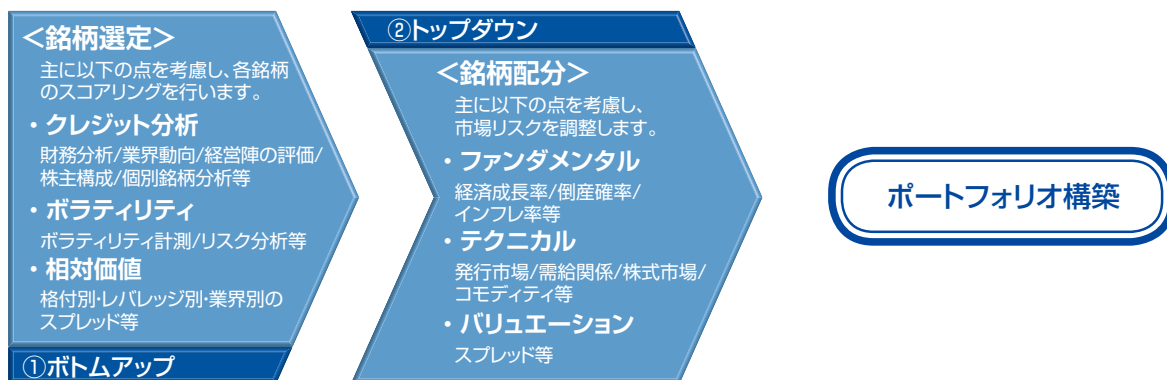 ＜銘柄選定＞
主に以下の点を考慮し、各銘柄
のスコアリングを行います。
・クレジット分析
財務分析/業界動向/経営陣の評価/
株主構成/個別銘柄分析等
・ボラティリティ
ボラティリティ計測/リスク分析等
・相対価値
格付別・レバレッジ別・業界別の
スプレッド等
①ボトムアップ
②トップダウン
＜銘柄配分＞
主に以下の点を考慮し、
市場リスクを調整します。
・ファンダメンタル
経済成長率/倒産確率/
インフレ率等
・テクニカル
発行市場/需給関係/株式市場/
コモディティ等
・バリュエーション
スプレッド等
ポートフォリオ構築